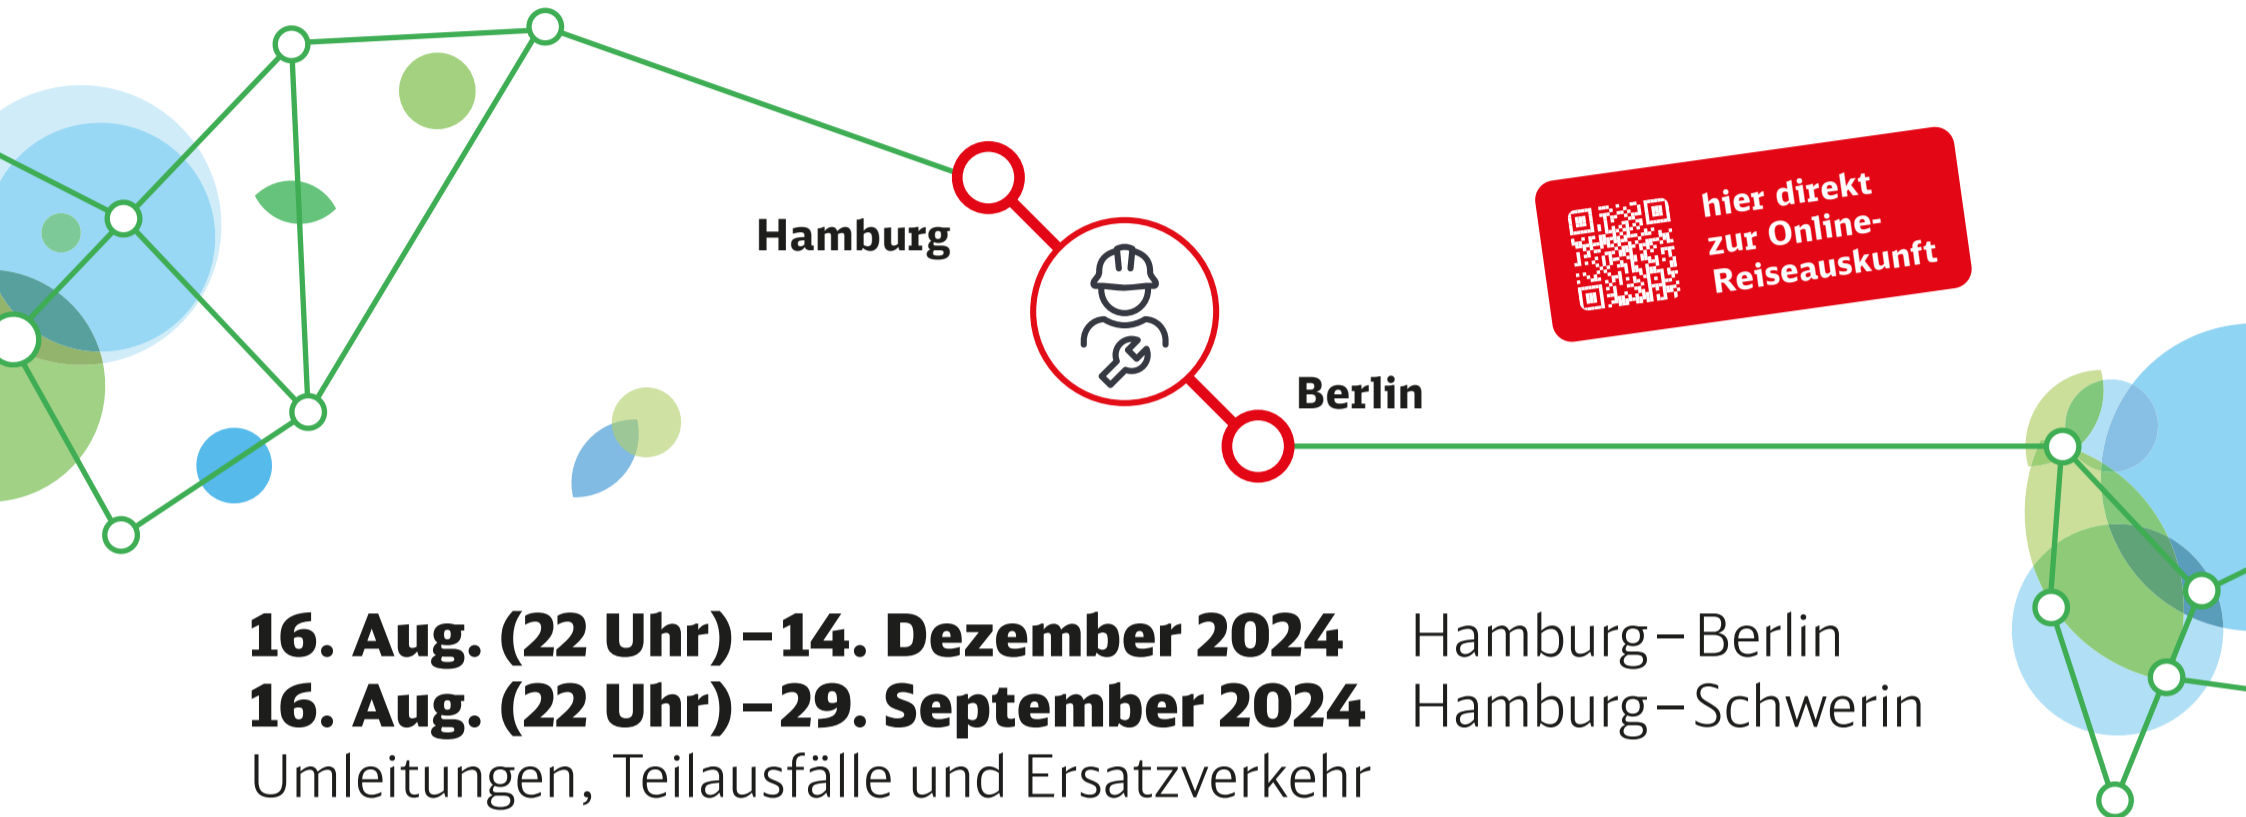 Hamburg
hier direkt
zur Online-
Reiseauskunft
Berlin
16. Aug. (22 Uhr) – 14. Dezember 2024 Hamburg – Berlin
16. Aug. (22 Uhr) – 29. September 2024 Hamburg – Schwerin
Umleitungen, Teilausfälle und Ersatzverkehr